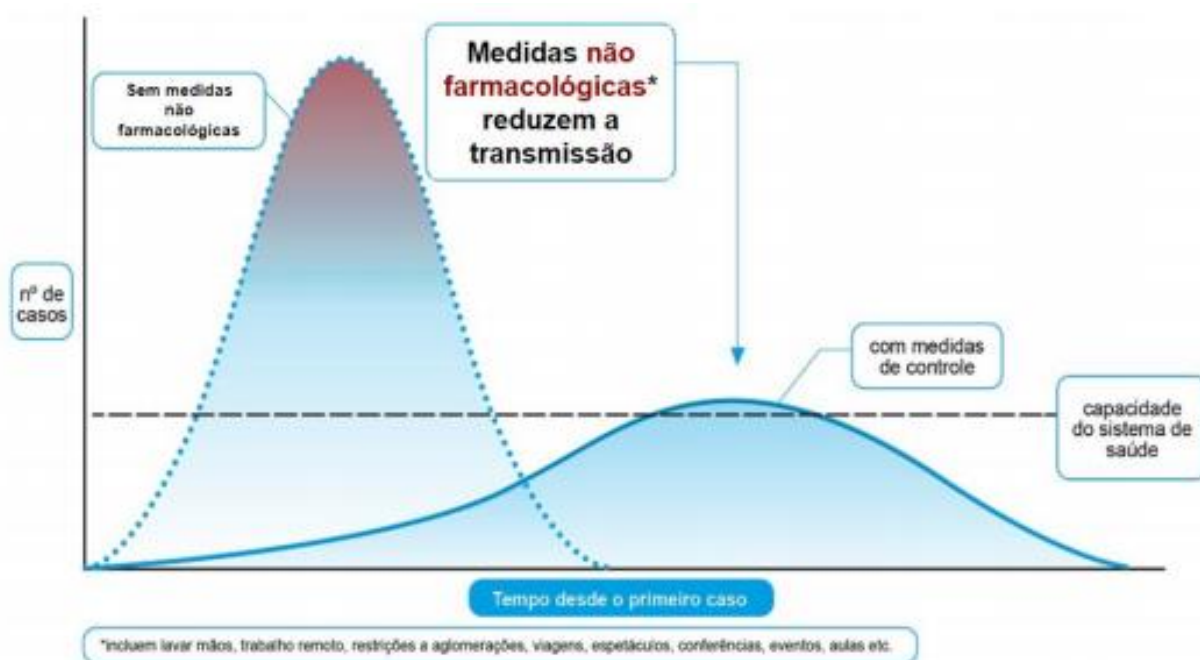 Sem medidas
não
farmacológicas
Medidas não
farmacológicas*
reduzem a
transmissão
nº de
casos
com medidas
de controle
capacidade
do sistema de
saúde
Tempo desde o primeiro caso
*incluem lavar mãos, trabalho remoto, restrições a aglomerações, viagens, espetáculos, conferências, eventos, aulas etc.